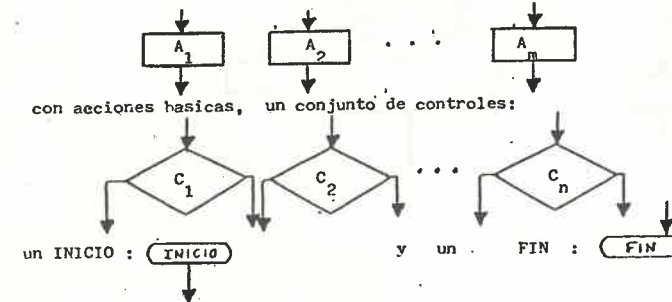 A1 A2 . . . Am
con acciones basicas, un conjunto de controles:
C1 C2 ... Cn
un INICIO : INICIO y un FIN : FIN